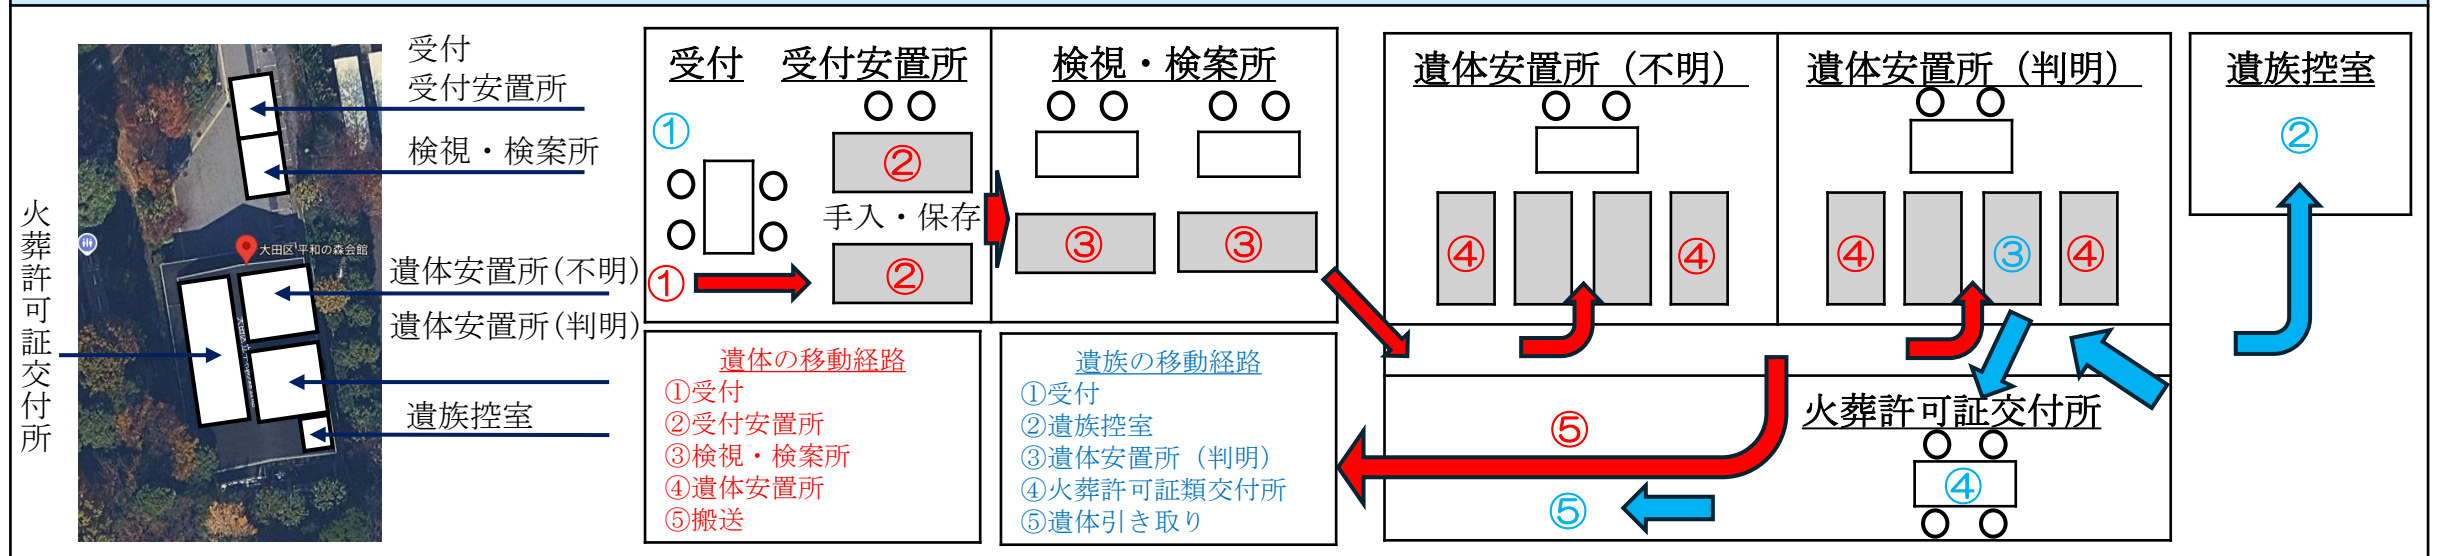 受付
受付安置所
検視・検案所
火葬許可証交付所
大田区 平和の森会館
遺体安置所(不明)
遺体安置所(判明)
遺族控室
受付 受付安置所
①
②
手入・保存
①
②
検視・検案所
③ ③
遺体の移動経路
①受付
②受付安置所
③検視・検案所
④遺体安置所
⑤搬送
遺族の移動経路
①受付
②遺族控室
③遺体安置所（判明）
④火葬許可証類交付所
⑤遺体引き取り
遺体安置所（不明）
④ ④
遺体安置所（判明）
④ ③ ④
火葬許可証交付所
④
⑤
⑤
遺族控室
②